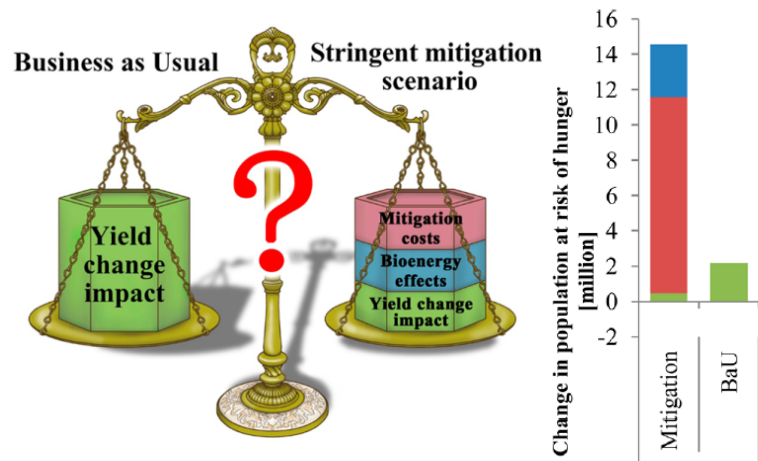 Business as Usual
Stringent mitigation
scenario
?
Yield
change
impact
Mitigation
costs
Bioenergy
effects
Yield change
impact
Change in population at risk of hunger
[million]
16
14
12
10
8
6
4
2
0
-2
Mitigation
BaU